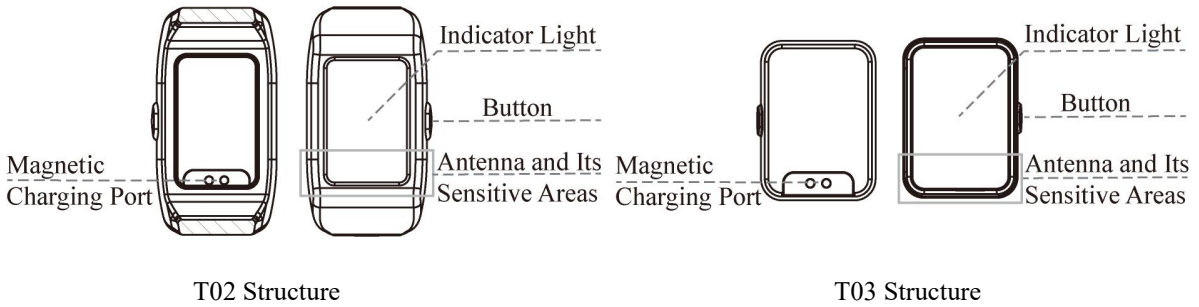 Indicator Light
Button
Magnetic
Charging Port
Antenna and Its
Sensitive Areas
T02 Structure
Indicator Light
Button
Magnetic
Charging Port
Antenna and Its
Sensitive Areas
T03 Structure